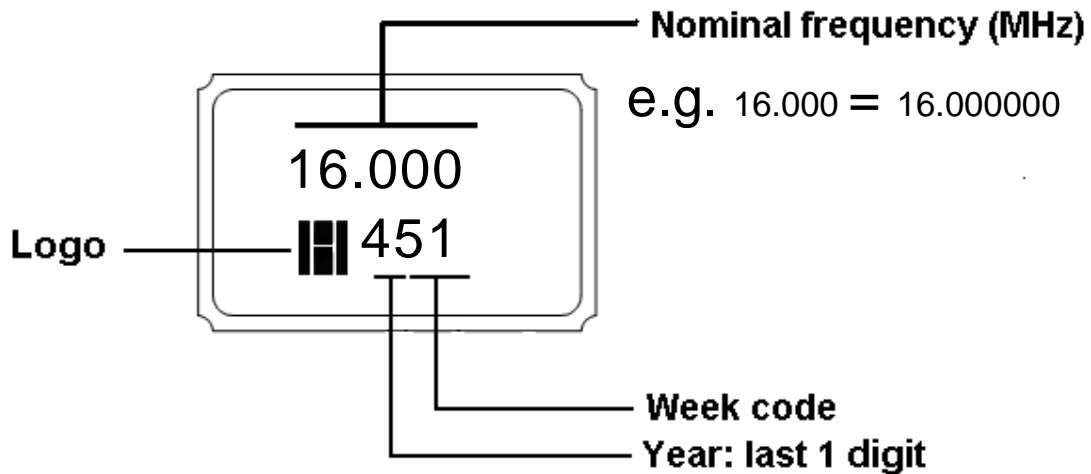 Nominal frequency (MHz)
e.g. 16.000 = 16.000000
16.000
Logo 451
Week code
Year: last 1 digit